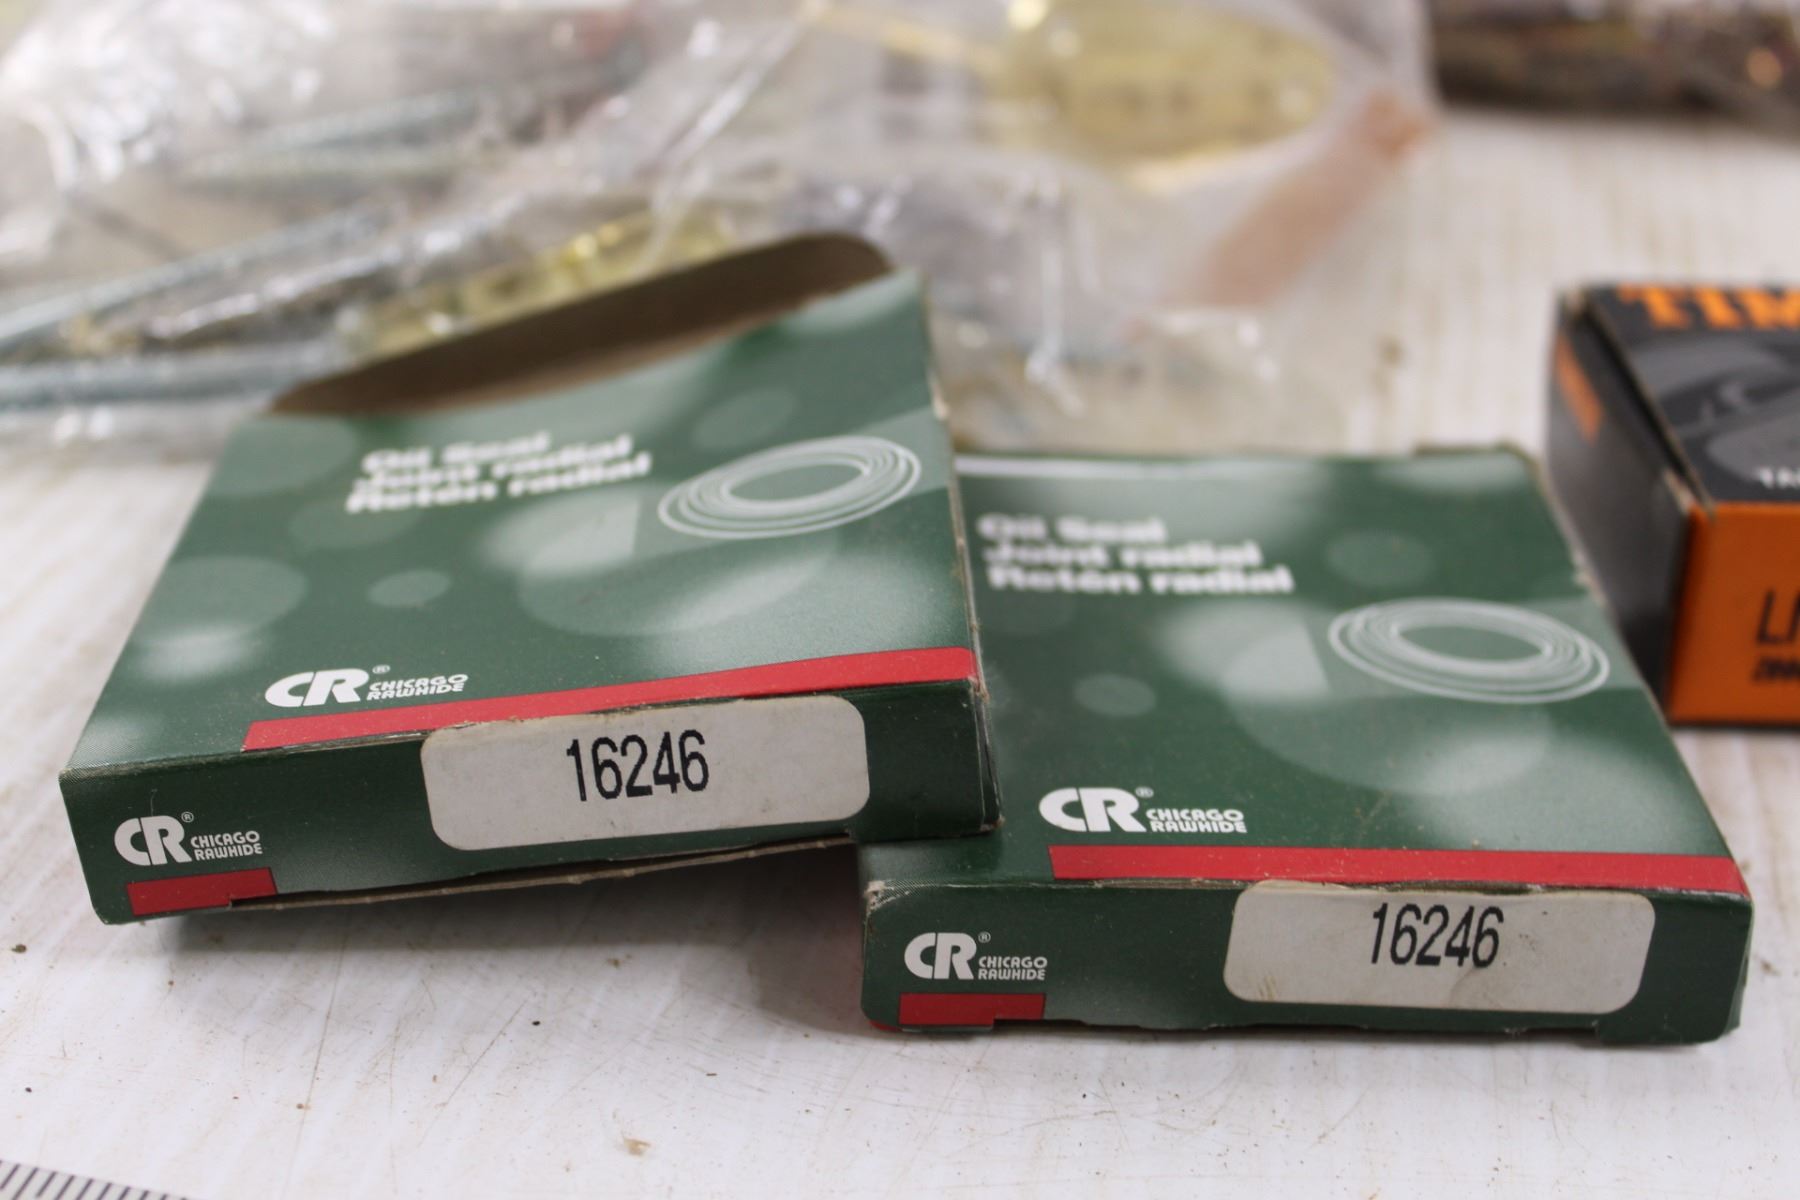 Oil Seal
Joint radial
Retén radial
CR® CHICAGO
RAWHIDE
16246
CR® CHICAGO
RAWHIDE
Oil Seal
Joint radial
Retén radial
CR® CHICAGO
RAWHIDE
16246
CR® CHICAGO
RAWHIDE
TIM
TA